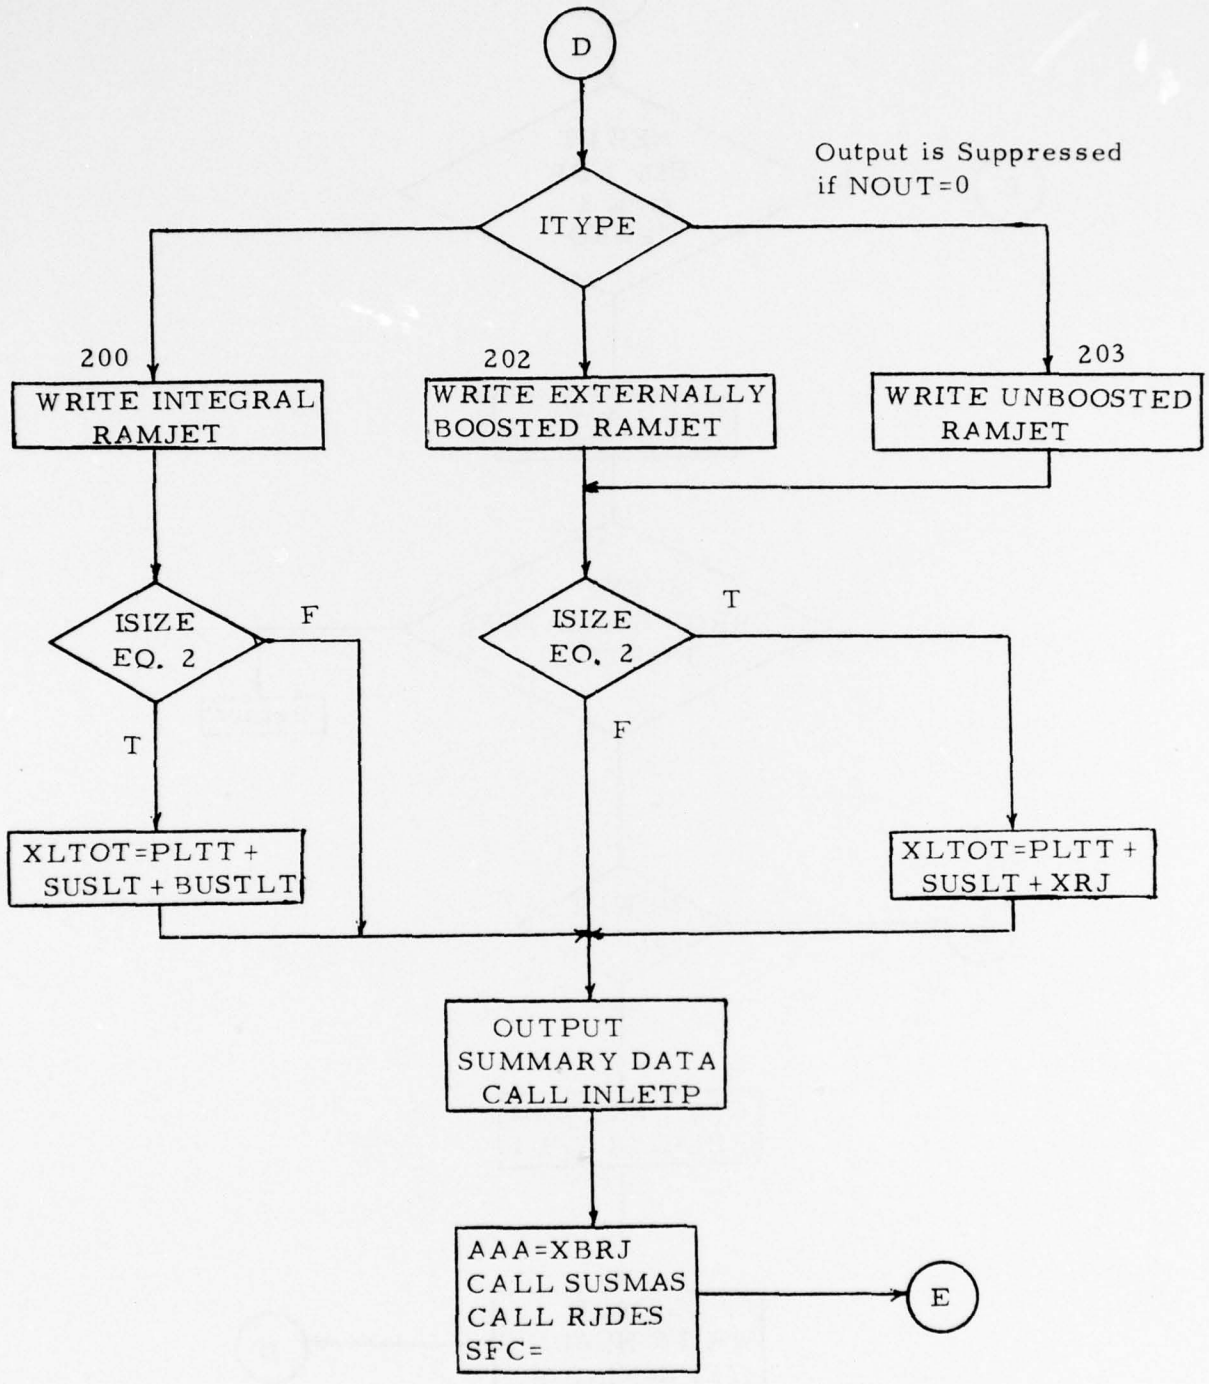 D
Output is Suppressed
if NOUT=0
ITYPE
200
202
203
WRITE INTEGRAL
RAMJET
WRITE EXTERNALLY
BOOSTED RAMJET
WRITE UNBOOSTED
RAMJET
ISIZE
EQ. 2
F
T
ISIZE
EQ. 2
T
F
XLTOT=PLTT +
SUSLT + BUSTLT
XLTOT=PLTT +
SUSLT + XRJ
OUTPUT
SUMMARY DATA
CALL INLETP
AAA=XBRJ
CALL SUSMAS
CALL RJDES
SFC=
E